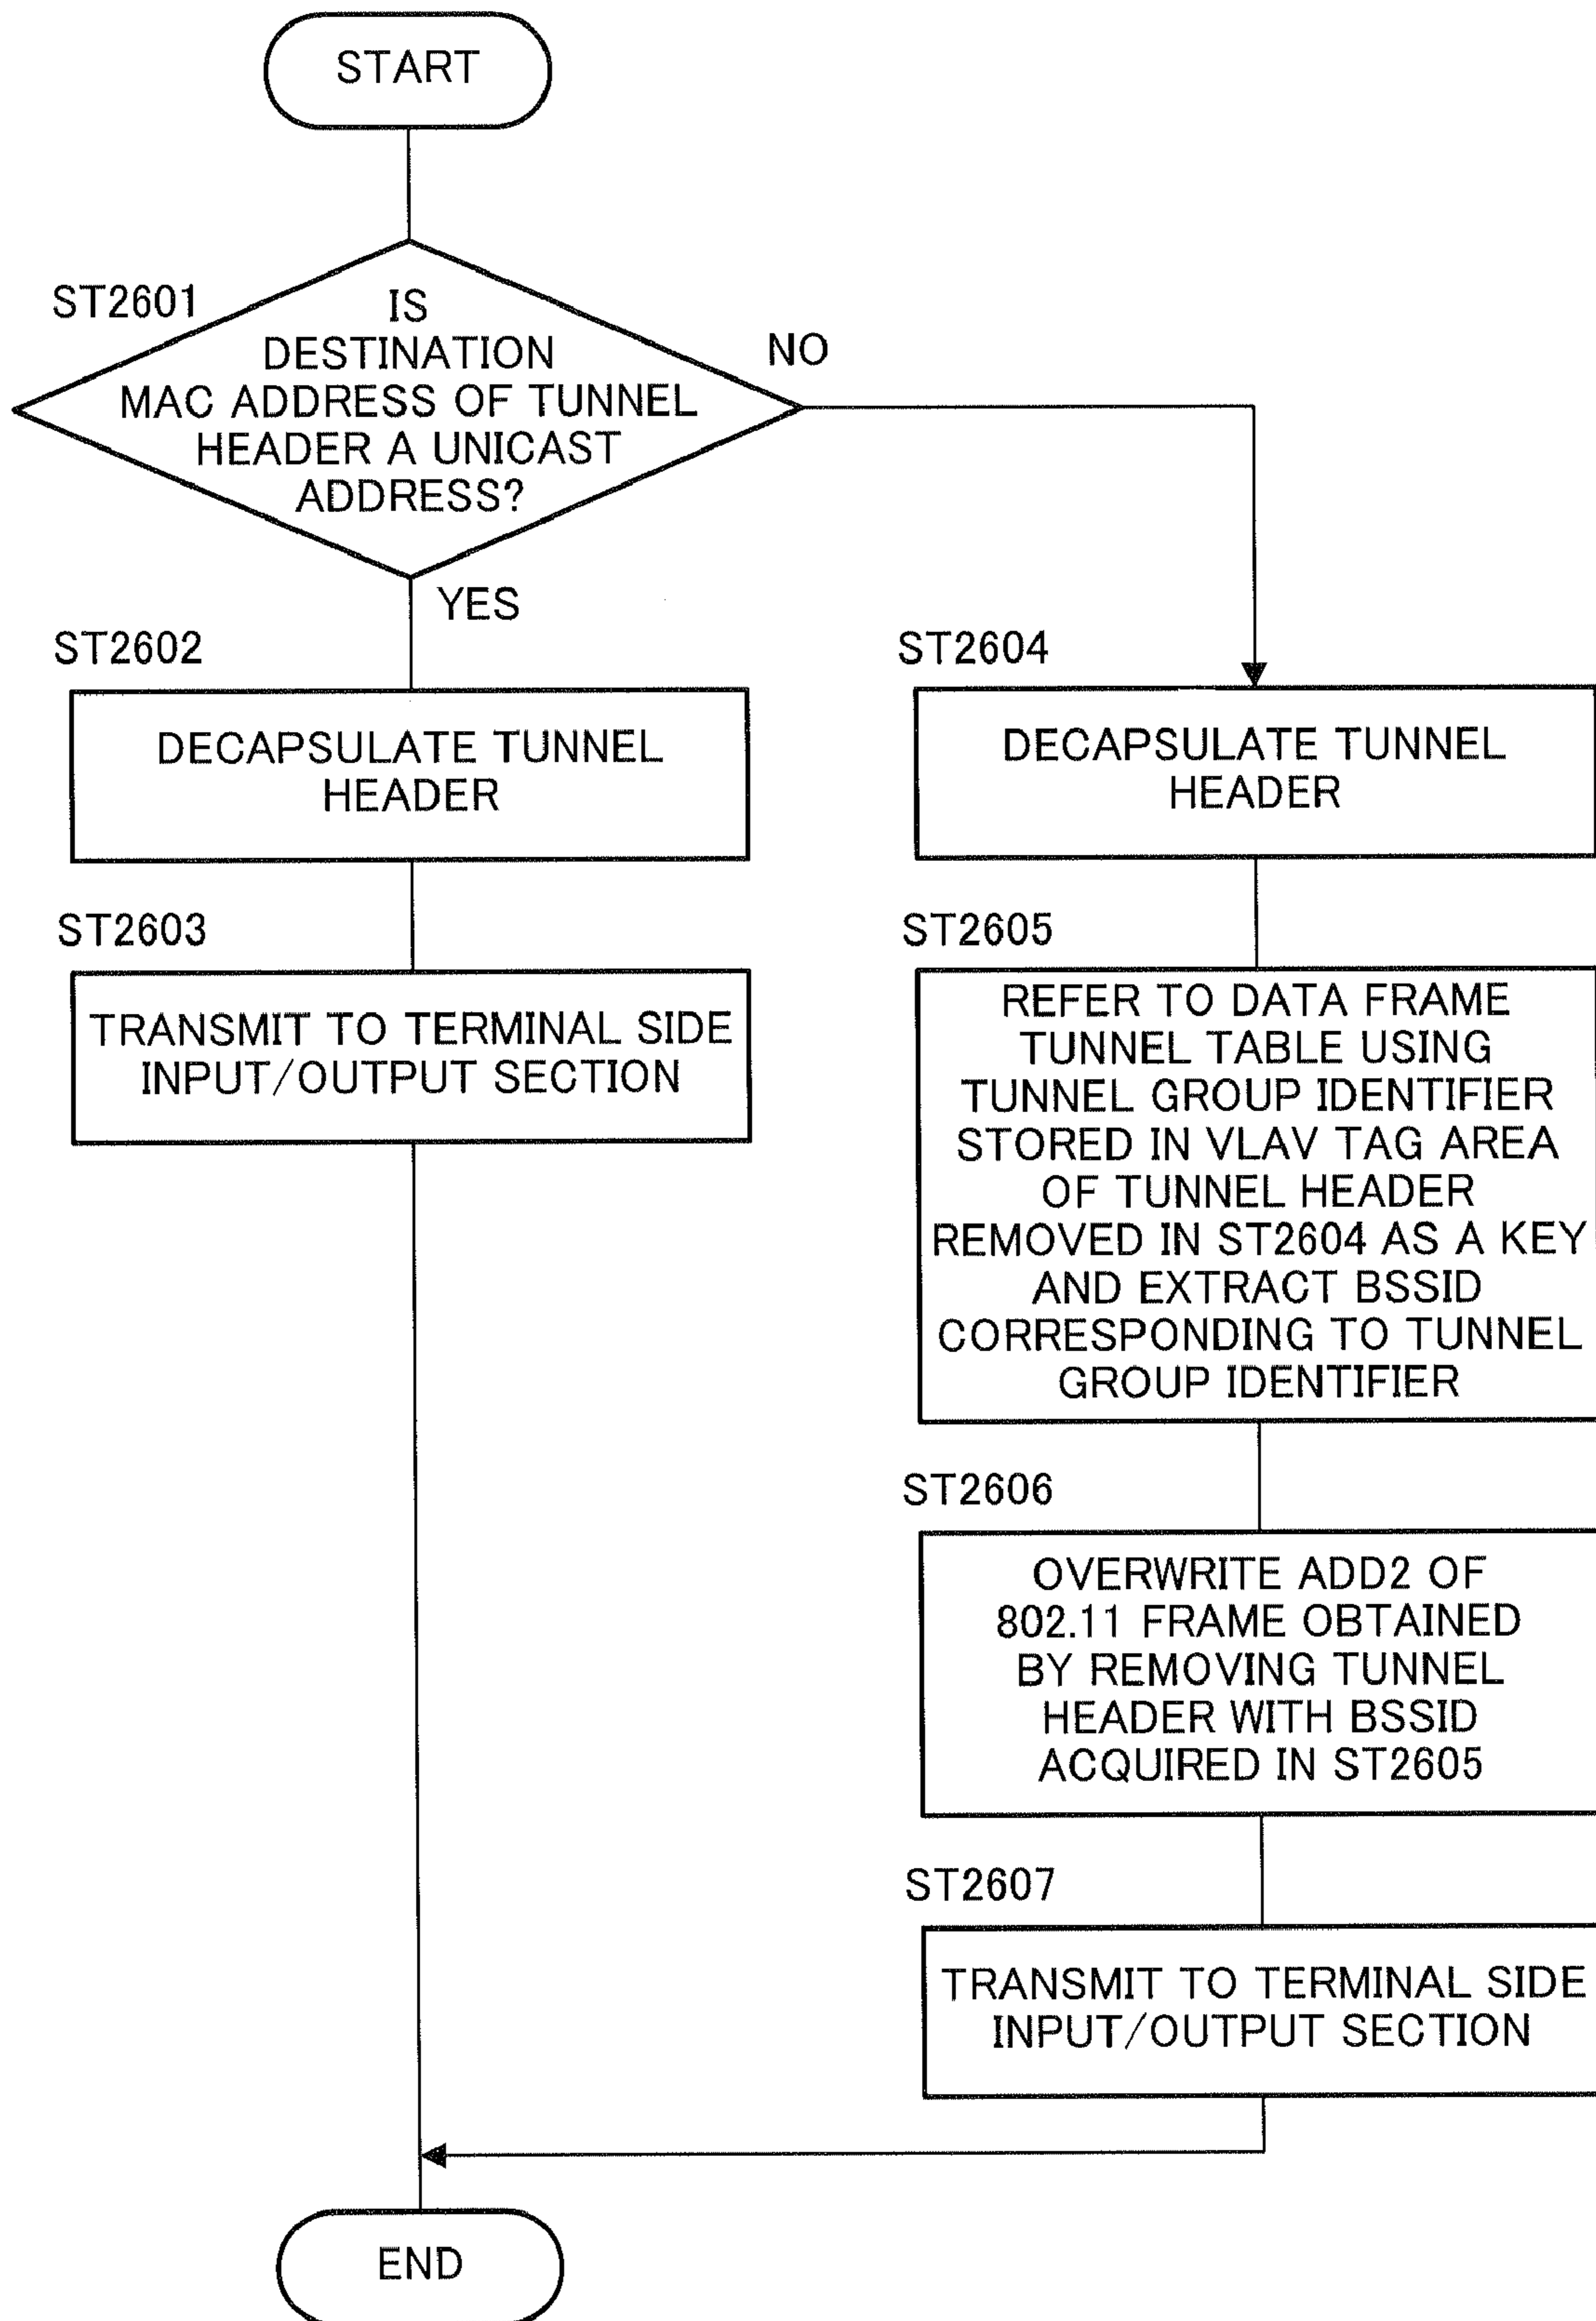 START
ST2601
IS
DESTINATION
MAC ADDRESS OF TUNNEL
HEADER A UNICAST
ADDRESS?
NO
YES
ST2602
DECAPSULATE TUNNEL
HEADER
ST2603
TRANSMIT TO TERMINAL SIDE
INPUT/OUTPUT SECTION
ST2604
DECAPSULATE TUNNEL
HEADER
ST2605
REFER TO DATA FRAME
TUNNEL TABLE USING
TUNNEL GROUP IDENTIFIER
STORED IN VLAV TAG AREA
OF TUNNEL HEADER
REMOVED IN ST2604 AS A KEY
AND EXTRACT BSSID
CORRESPONDING TO TUNNEL
GROUP IDENTIFIER
ST2606
OVERWRITE ADD2 OF
802.11 FRAME OBTAINED
BY REMOVING TUNNEL
HEADER WITH BSSID
ACQUIRED IN ST2605
ST2607
TRANSMIT TO TERMINAL SIDE
INPUT/OUTPUT SECTION
END